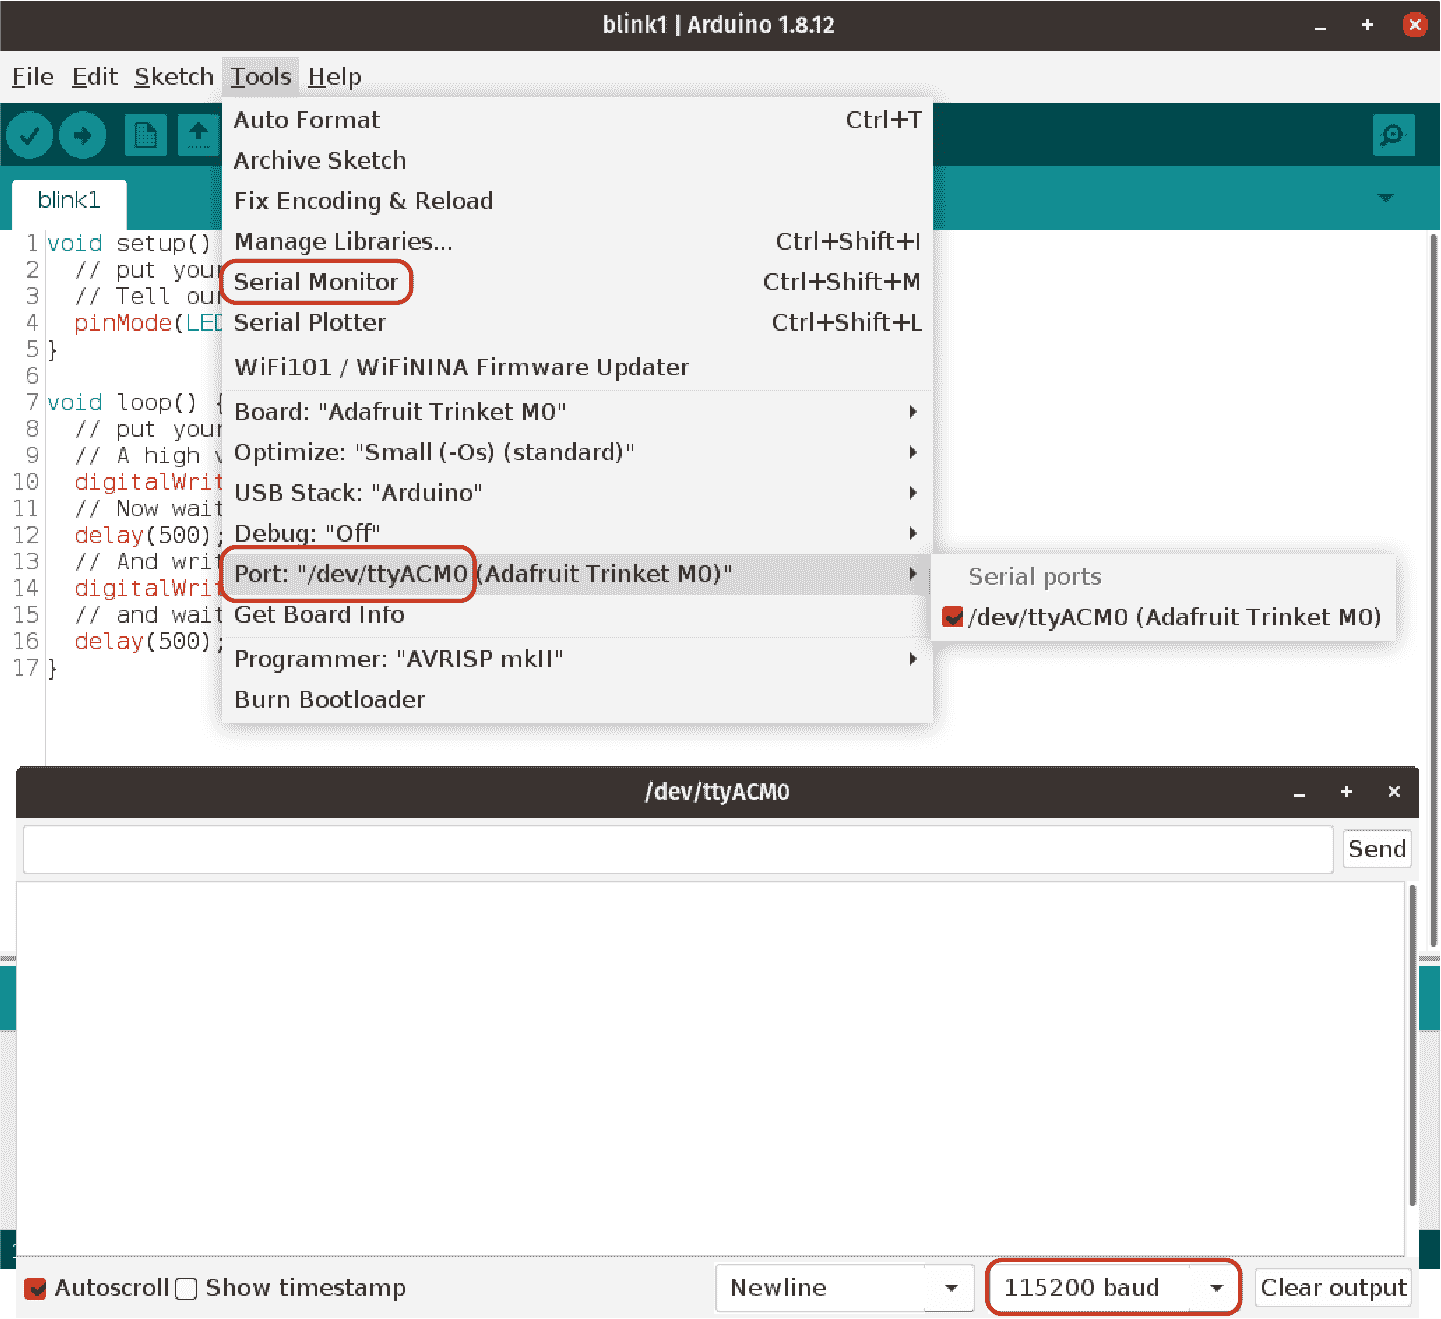 blink1 | Arduino 1.8.12
File Edit Sketch Tools Help
Auto Format Ctrl+T
Archive Sketch
Fix Encoding & Reload
Manage Libraries... Ctrl+Shift+I
Serial Monitor Ctrl+Shift+M
Serial Plotter Ctrl+Shift+L
WiFi101 / WiFiNINA Firmware Updater
Board: "Adafruit Trinket M0"
Optimize: "Small (-Os) (standard)"
USB Stack: "Arduino"
Debug: "Off"
Port: "/dev/ttyACM0 (Adafruit Trinket M0)"
Get Board Info
Programmer: "AVRISP mkII"
Burn Bootloader
Serial ports
/dev/ttyACM0 (Adafruit Trinket M0)
blink1
1 void setup()
2 // put your
3 // Tell our
4 pinMode(LED
5 }
6
7 void loop() {
8 // put your
9 // A high
10 digitalWrit
11 // Now wait
12 delay(500);
13 // And writ
14 digitalWrit
15 // and wait
16 delay(500);
17 }
/dev/ttyACM0
Send
Autoscroll Show timestamp Newline 115200 baud Clear output